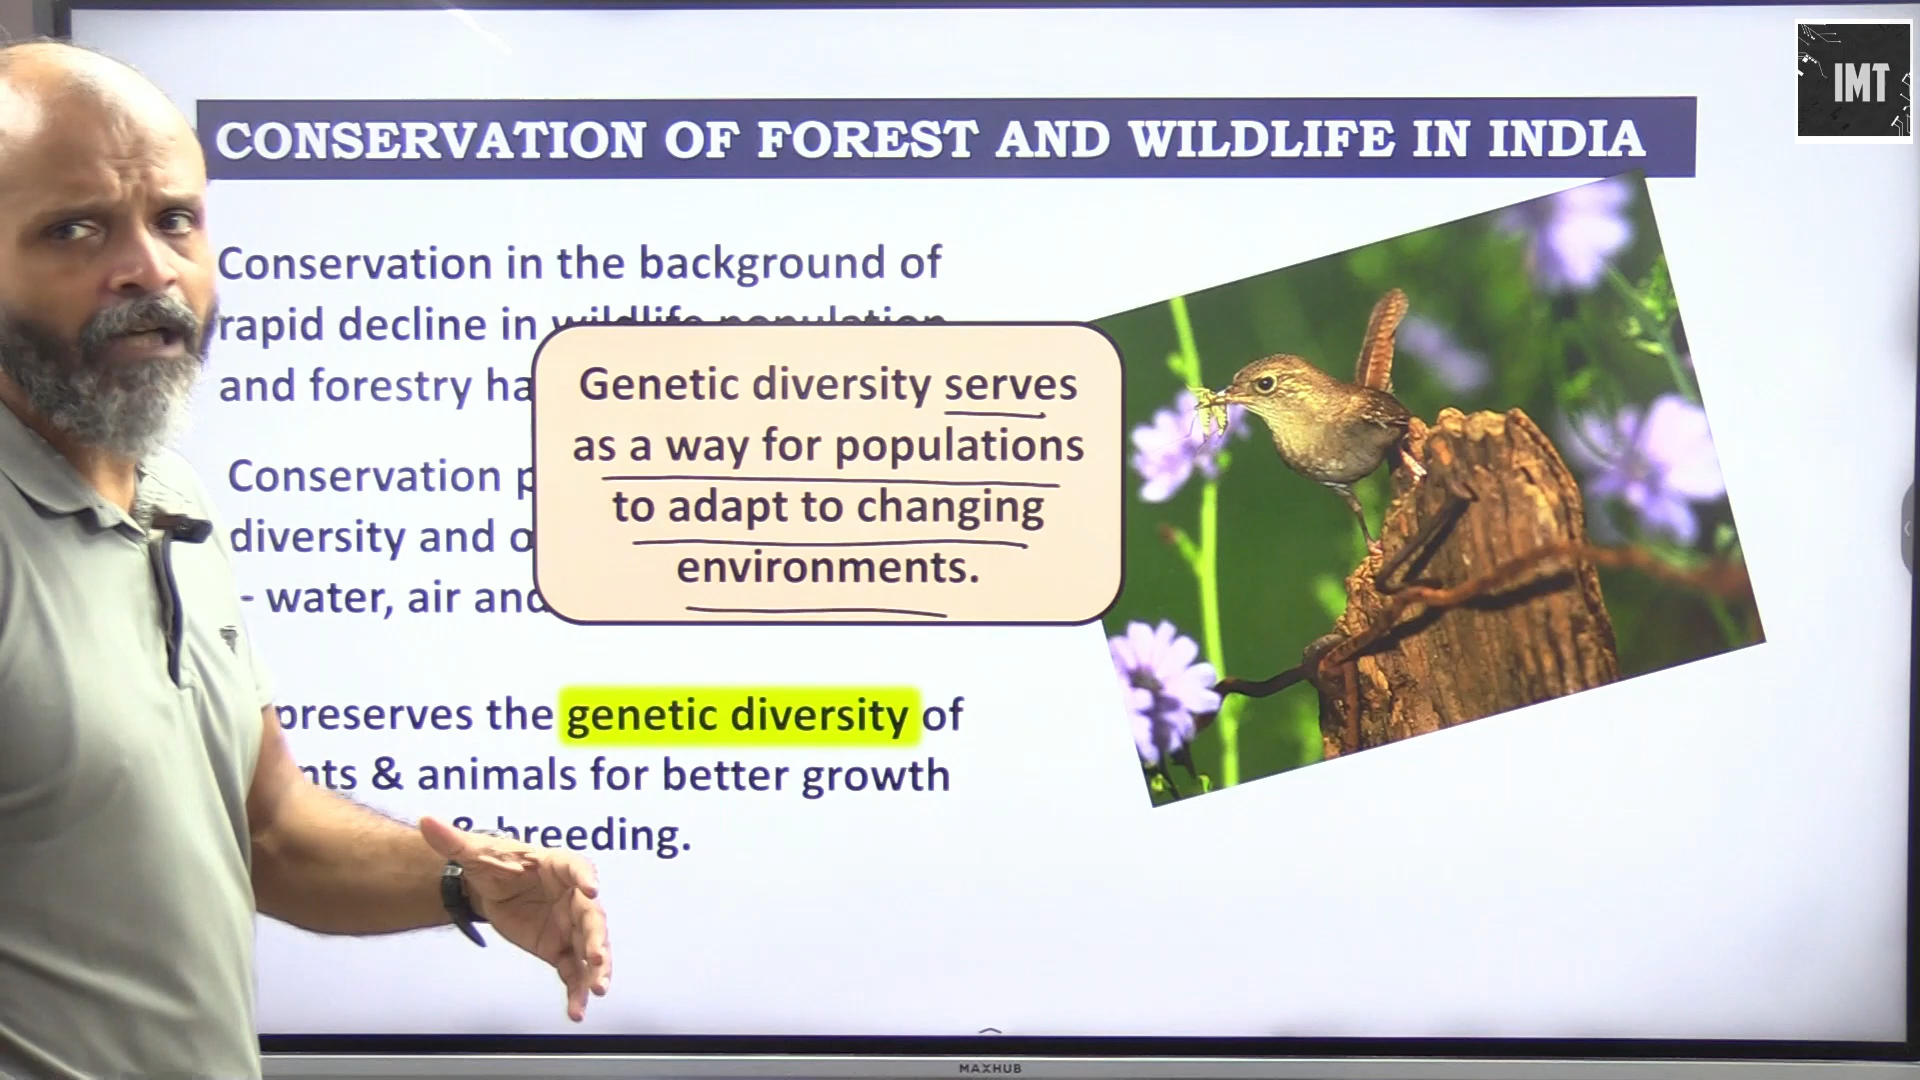 IMT
CONSERVATION OF FOREST AND WILDLIFE IN INDIA
Conservation in the background of
rapid decline in wildlife population
and forestry
Genetic diversity serves
as a way for populations
to adapt to changing
environments.
Conservation
diversity and
- water, air and
preserves the genetic diversity of
& animals for better growth
& breeding.
MAXHUB